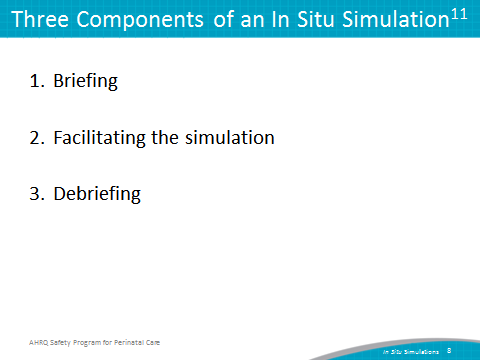 Three Components of an In Situ Simulation11
1. Briefing
2. Facilitating the simulation
3. Debriefing
AHRQ Safety Program for Perinatal Care
In Situ Simulations 8